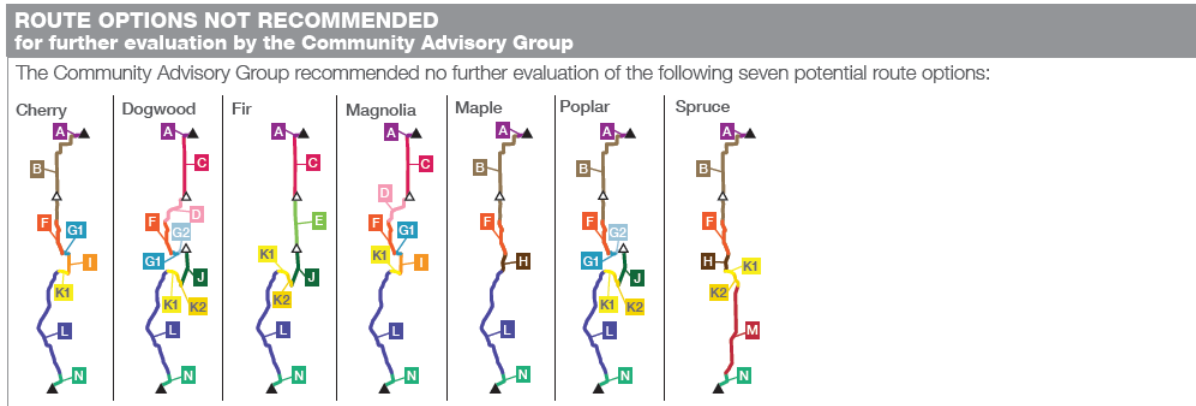 ROUTE OPTIONS NOT RECOMMENDED
for further evaluation by the Community Advisory Group
The Community Advisory Group recommended no further evaluation of the following seven potential route options:
Cherry
A
B
F
G1
I
K1
L
N
Dogwood
A
C
D
F
G2
G1
J
K1
K2
L
N
Fir
A
C
E
K1
J
K2
L
N
Magnolia
A
C
D
F
G1
K1
I
L
N
Maple
A
B
F
H
L
N
Poplar
A
B
F
G2
G1
J
K1
K2
L
N
Spruce
A
B
F
H
K1
K2
M
N